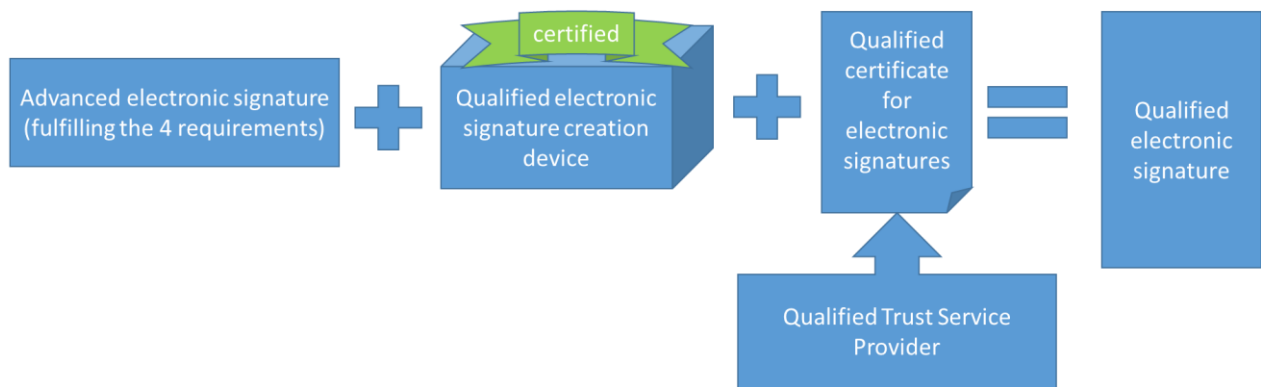 certified
Advanced electronic signature
(fulfilling the 4 requirements)
Qualified electronic
signature creation
device
Qualified
certificate
for
electronic
signatures
Qualified
electronic
signature
Qualified Trust Service
Provider